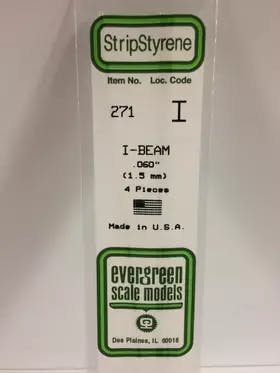 StripStyrene
Item No. Loc. Code
271 I
I-BEAM
.060"
(1.5 mm)
4 Pieces
Made in U.S.A.
evergreen
scale models
Des Plaines, IL 60018